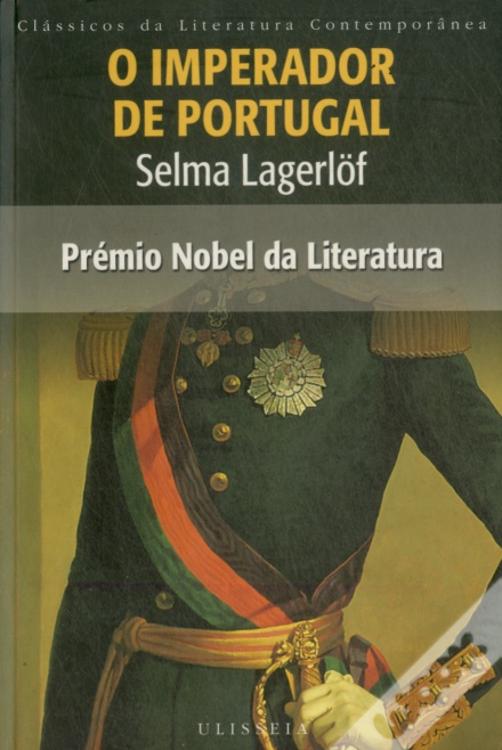 Clássicos da Literatura Contemporânea
O IMPERADOR
DE PORTUGAL
Selma Lagerlöf
Prémio Nobel da Literatura
ULISSEIA